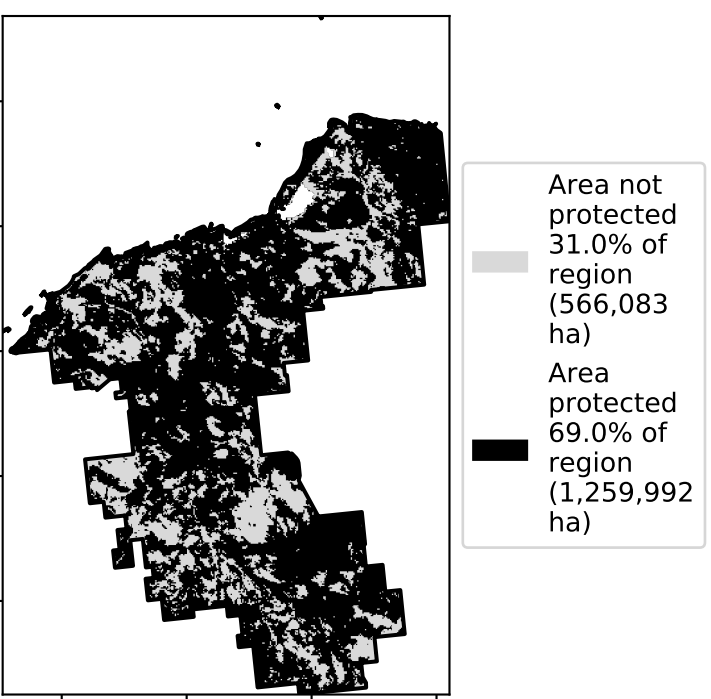 Area not
protected
31.0% of
region
(566,083
ha)
Area
protected
69.0% of
region
(1,259,992
ha)